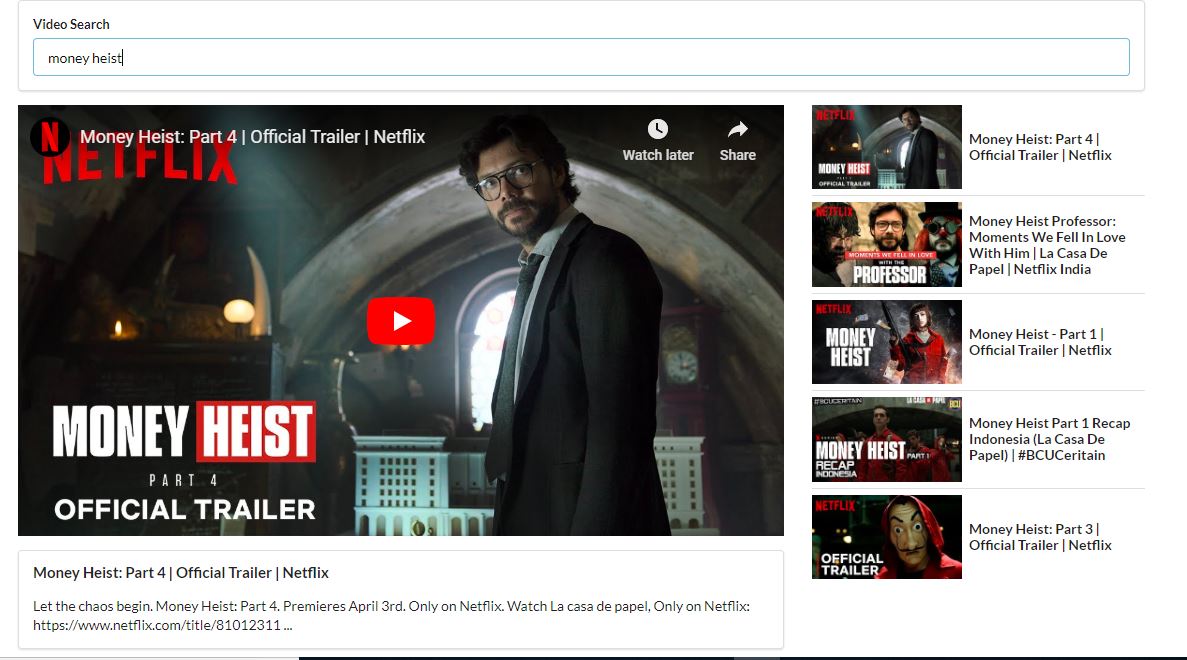 Video Search
money heist
NETFLIX
N
Money Heist: Part 4 | Official Trailer | Netflix
Watch later
Share
MONEY HEIST
PART 4
OFFICIAL TRAILER
Money Heist: Part 4 | Official Trailer | Netflix
Let the chaos begin. Money Heist: Part 4. Premieres April 3rd. Only on Netflix. Watch La casa de papel, Only on Netflix:
https://www.netflix.com/title/81012311 ...
NETFLIX
MONEY HEIST
PART 4
OFFICIAL TRAILER
Money Heist: Part 4 |
Official Trailer | Netflix
NETFLIX
MOMENTS WE FELL IN LOVE
WITH THE
PROFESSOR
Money Heist Professor:
Moments We Fell In Love
With Him | La Casa De
Papel | Netflix India
NETFLIX
MONEY
HEIST
Money Heist - Part 1 |
Official Trailer | Netflix
#BCUCERITAIN
LA CASA DE PAPEL
BCU
MONEY HEIST PART 1
RECAP
INDONESIA
Money Heist Part 1 Recap
Indonesia (La Casa De
Papel) | #BCUCeritain
NETFLIX
OFFICIAL
TRAILER
Money Heist: Part 3 |
Official Trailer | Netflix